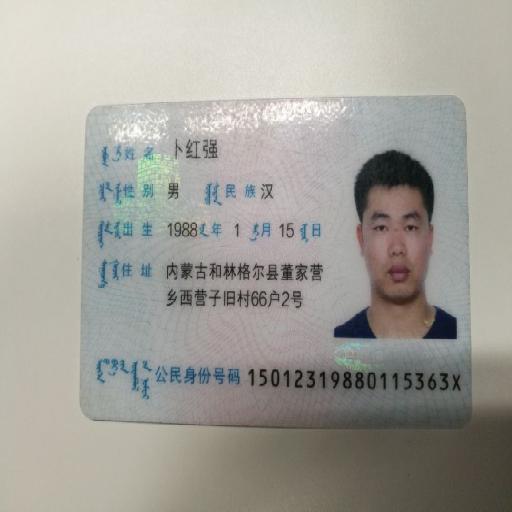 姓名 卜红强
性别 男 民族 汉
出生 1988 年 1 月 15 日
住址 内蒙古和林格尔县董家营
乡西营子旧村66户2号
公民身份号码 15012319880115363X